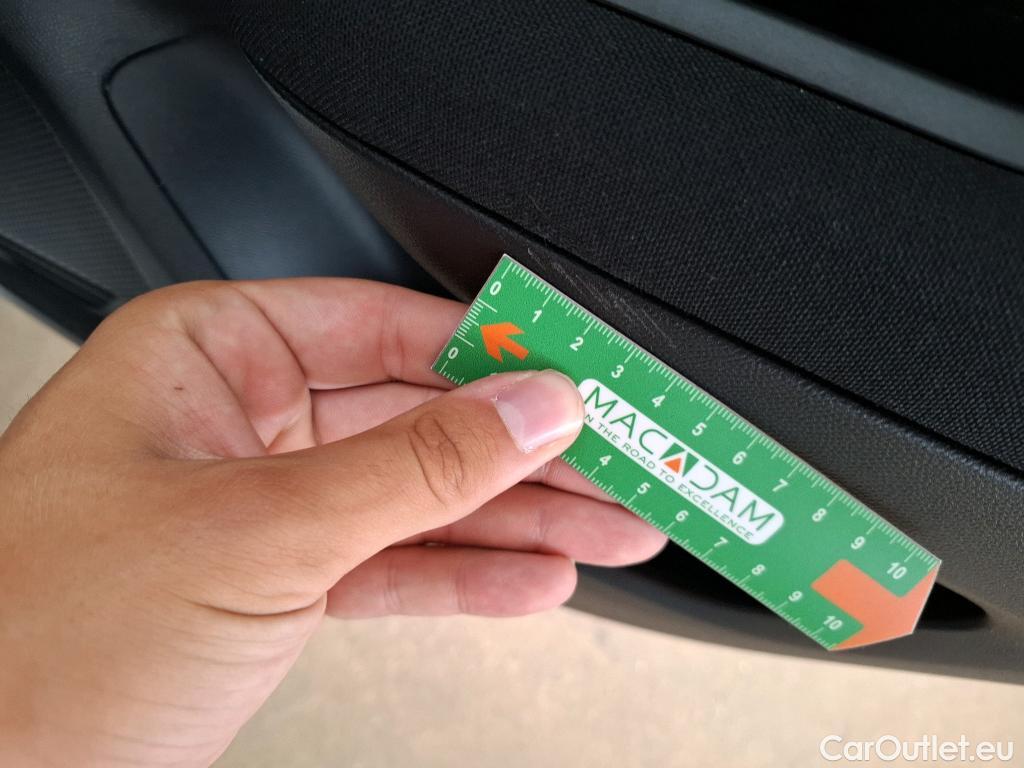 0 1 2 3 4 5 6 7 8 9 10
MACADAM
ON THE ROAD TO EXCELLENCE
0 4 5 6 7 8 9 10
CarOutlet.eu